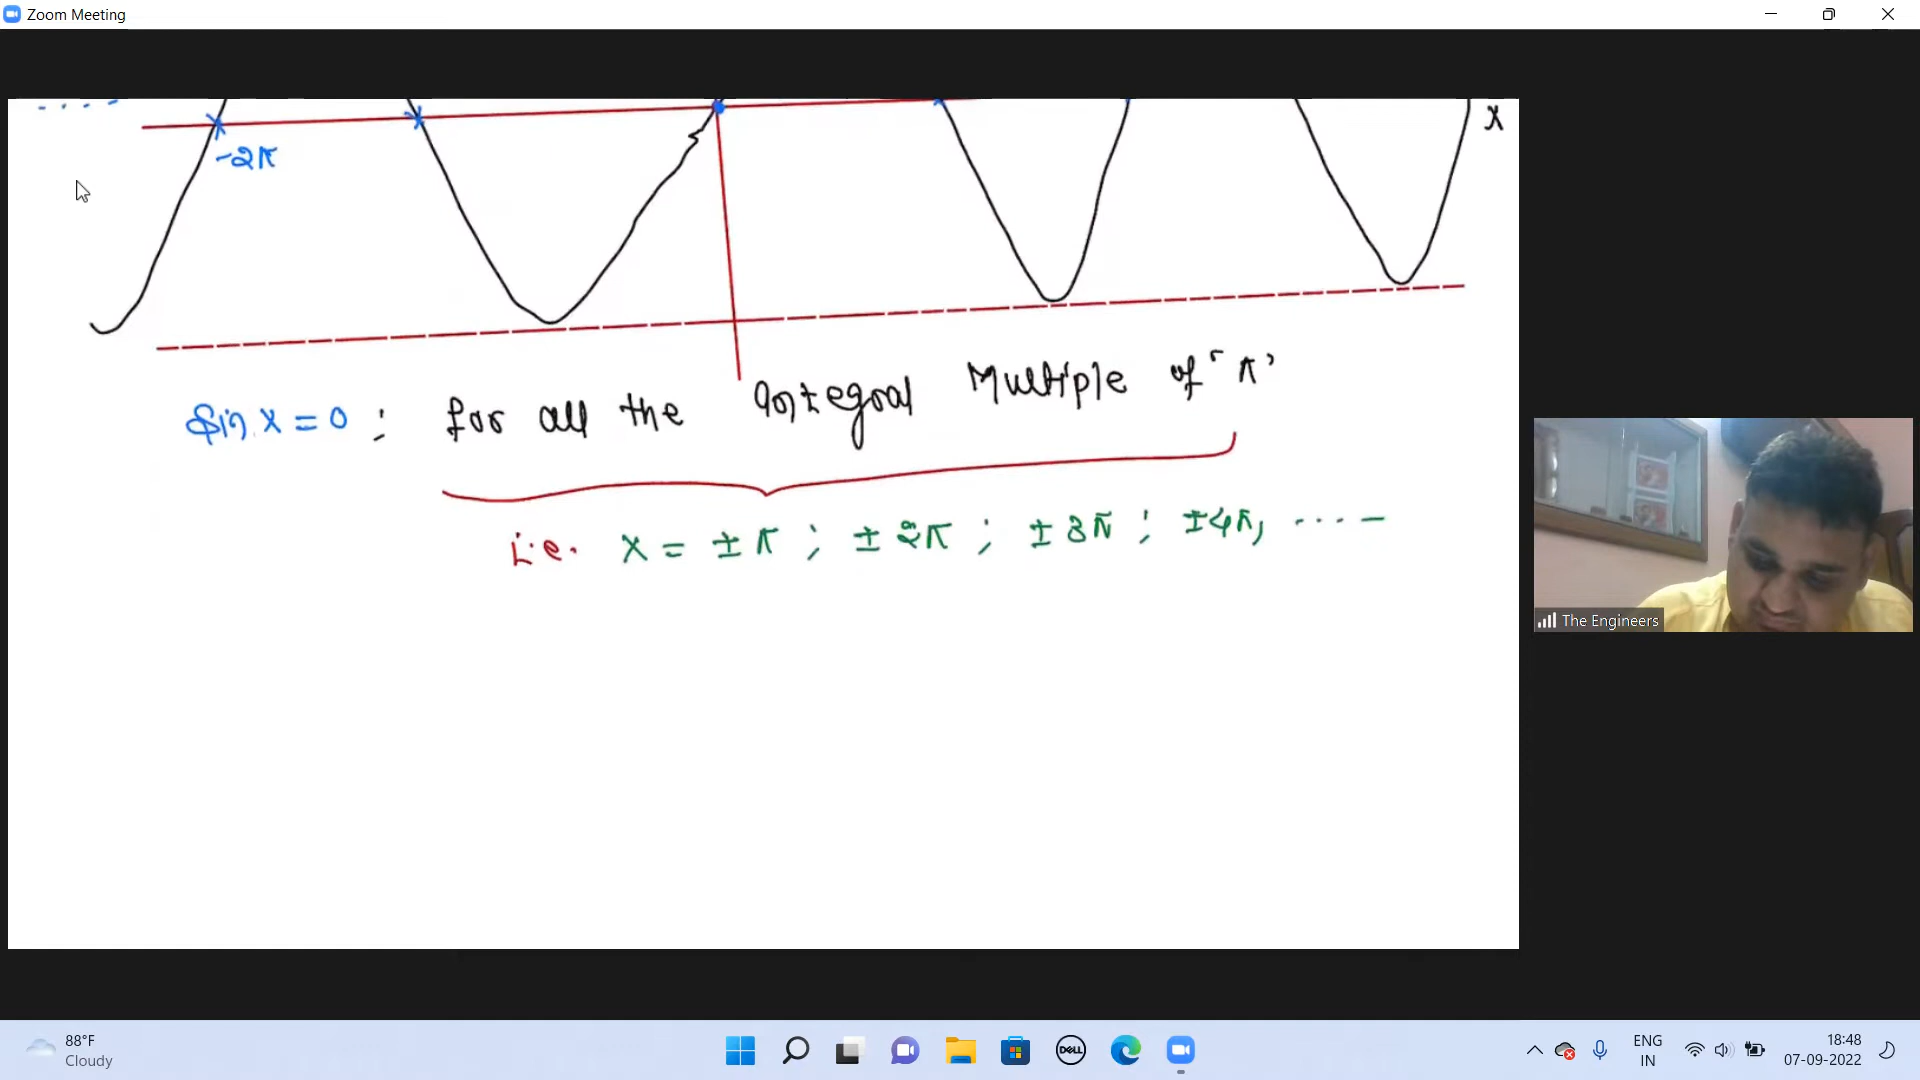 Zoom Meeting
X
-2π
Sin x = 0 : for all the Integral Multiple of 'π'
i.e. x = ±π ; ±2π ; ±3π ; ±4π, .... -
The Engineers
88°F
Cloudy
DELL
ENG
IN
18:48
07-09-2022